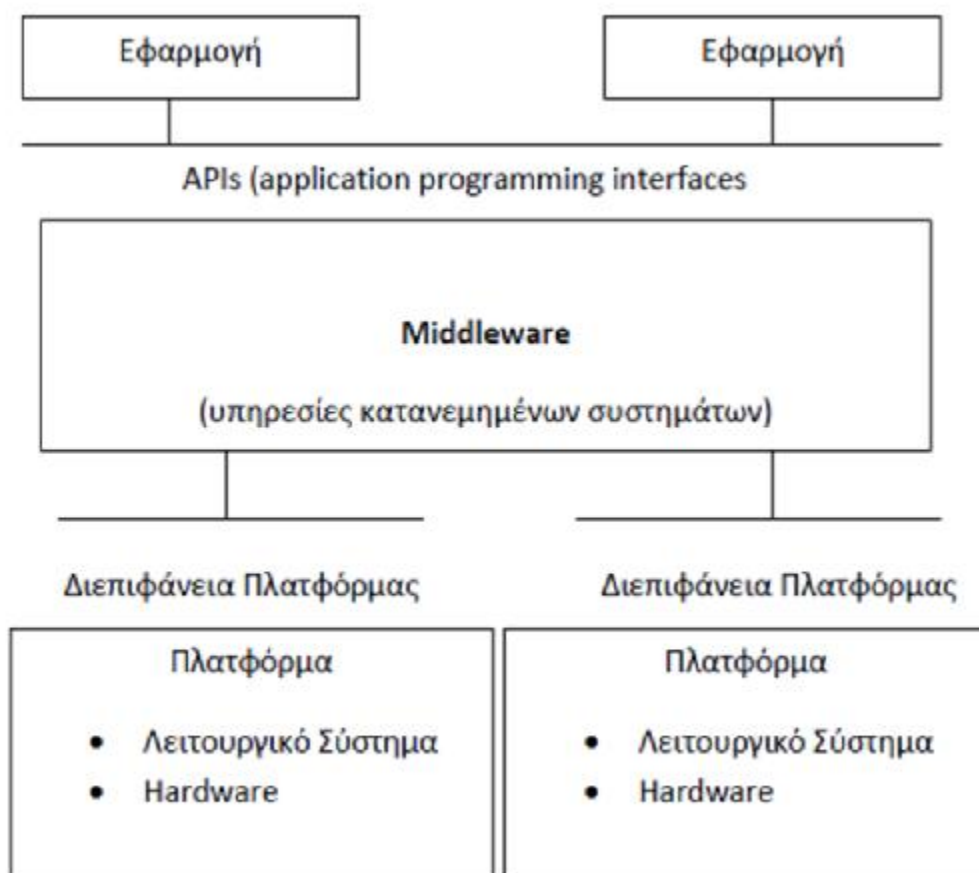 Εφαρμογή
Εφαρμογή
APIs (application programming interfaces
Middleware
(υπηρεσίες κατανεμημένων συστημάτων)
Διεπιφάνεια Πλατφόρμας
Διεπιφάνεια Πλατφόρμας
Πλατφόρμα
• Λειτουργικό Σύστημα
• Hardware
Πλατφόρμα
• Λειτουργικό Σύστημα
• Hardware